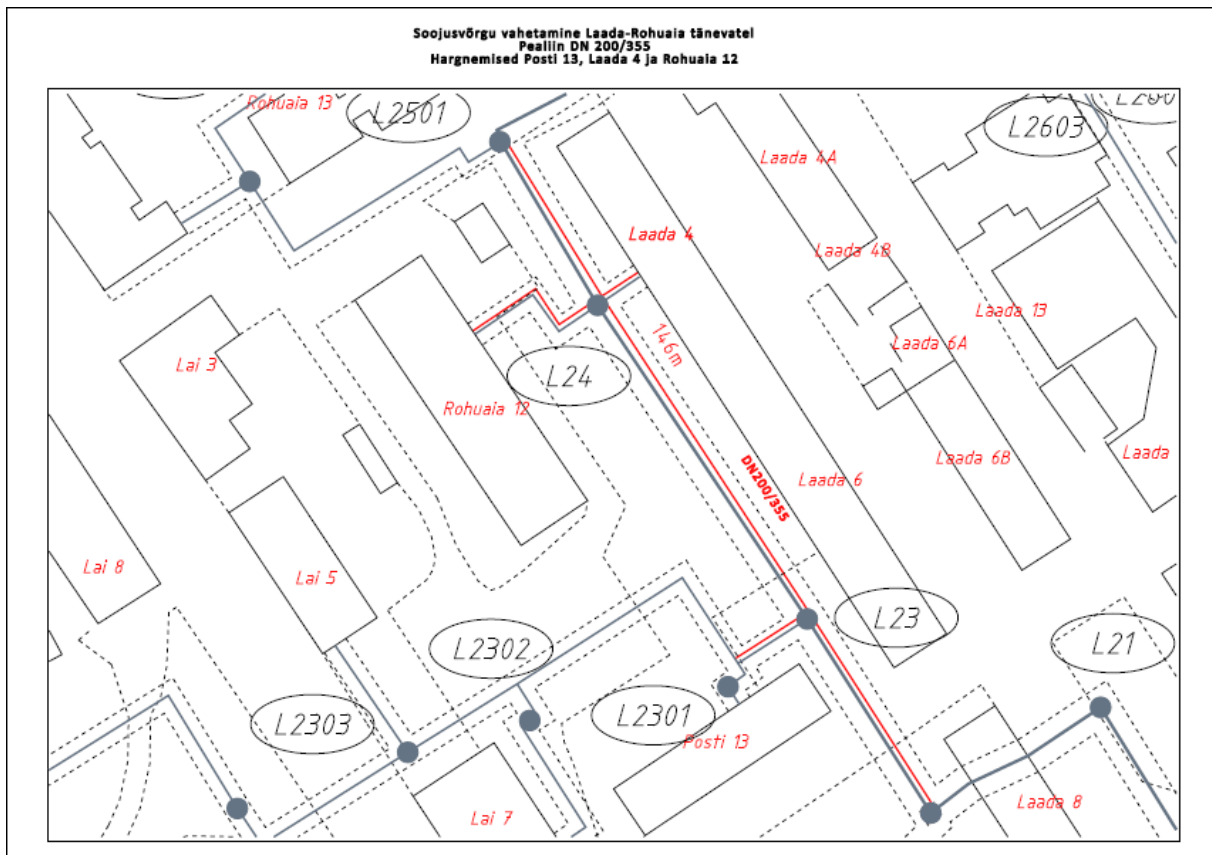 Soojusvõrgu vahetamine Laada-Rohuaia tänevatel
Pealiin DN 200/355
Hargnemised Posti 13, Laada 4 ja Rohuaia 12
Rohuaia 13
L2501
L2603
Laada 4A
Laada 4
Laada 4B
Laada 13
Laada 6A
Lai 3
146m
L24
Rohuaia 12
Laada 6B
Laada
Laada 6
DN200/355
Lai 8
Lai 5
L23
L2302
L21
L2303
L2301
Posti 13
Lai 7
Laada 8